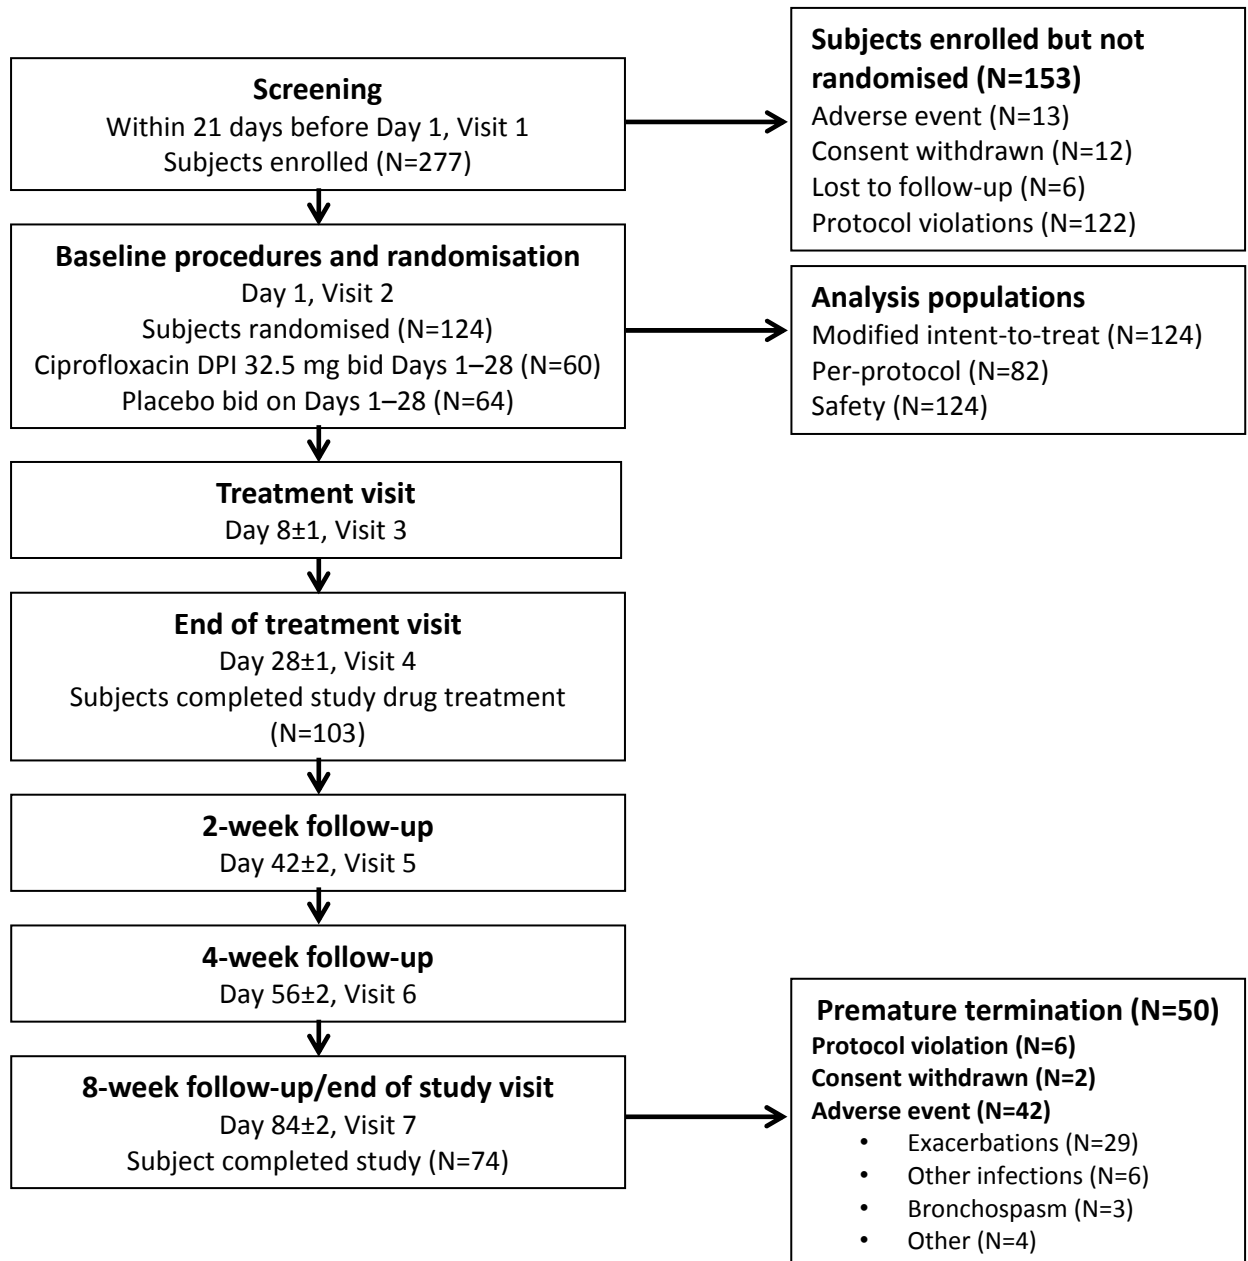 Screening
Within 21 days before Day 1, Visit 1
Subjects enrolled (N=277)
Subjects enrolled but not
randomised (N=153)
Adverse event (N=13)
Consent withdrawn (N=12)
Lost to follow-up (N=6)
Protocol violations (N=122)
Baseline procedures and randomisation
Day 1, Visit 2
Subjects randomised (N=124)
Ciprofloxacin DPI 32.5 mg bid Days 1–28 (N=60)
Placebo bid on Days 1–28 (N=64)
Analysis populations
Modified intent-to-treat (N=124)
Per-protocol (N=82)
Safety (N=124)
Treatment visit
Day 8±1, Visit 3
End of treatment visit
Day 28±1, Visit 4
Subjects completed study drug treatment
(N=103)
2-week follow-up
Day 42±2, Visit 5
4-week follow-up
Day 56±2, Visit 6
8-week follow-up/end of study visit
Day 84±2, Visit 7
Subject completed study (N=74)
Premature termination (N=50)
Protocol violation (N=6)
Consent withdrawn (N=2)
Adverse event (N=42)
• Exacerbations (N=29)
• Other infections (N=6)
• Bronchospasm (N=3)
• Other (N=4)